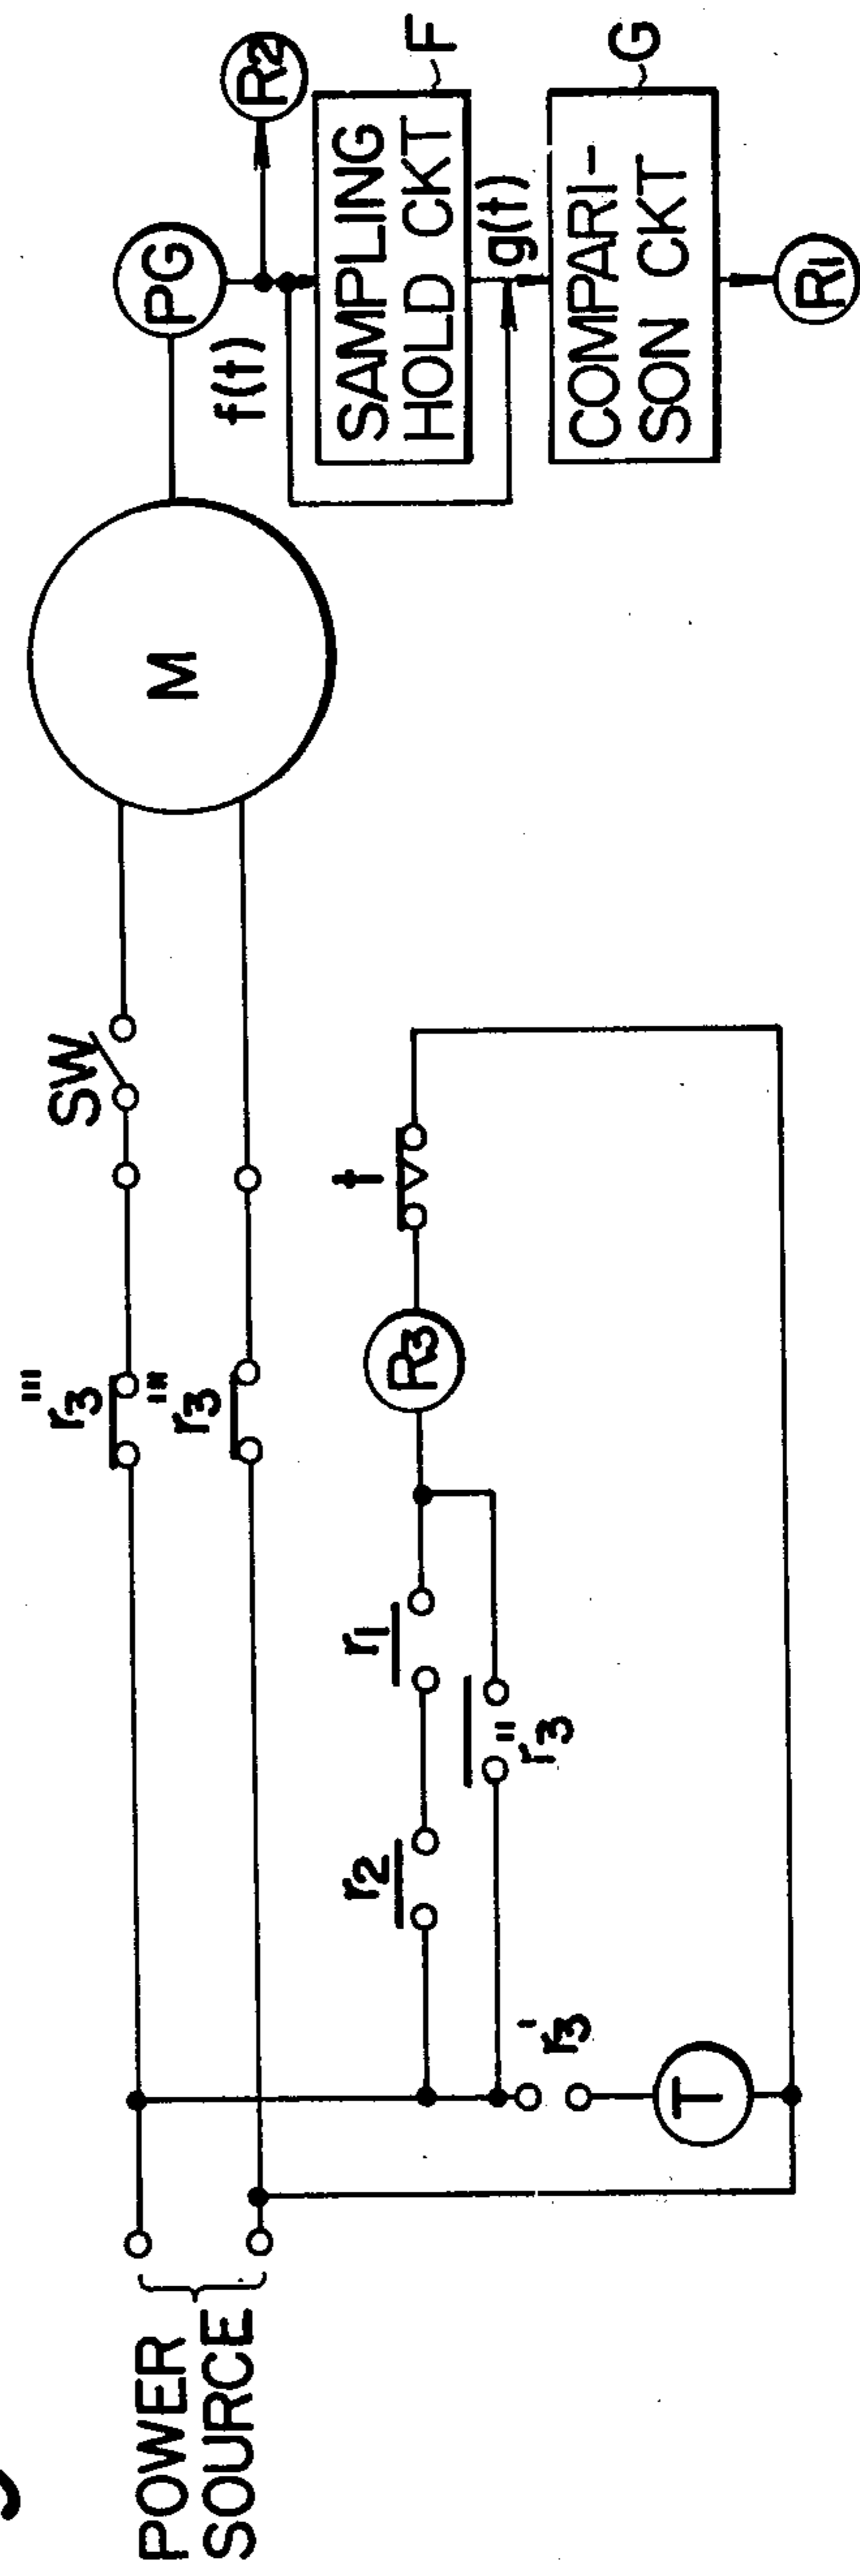 POWER
SOURCE
r3'''
r3'''
SW
M
PG
f(t)
R2
SAMPLING
HOLD CKT
F
g(t)
COMPARI-
SON CKT
G
R1
r2
r1
r3''
R3
t
r3'
T